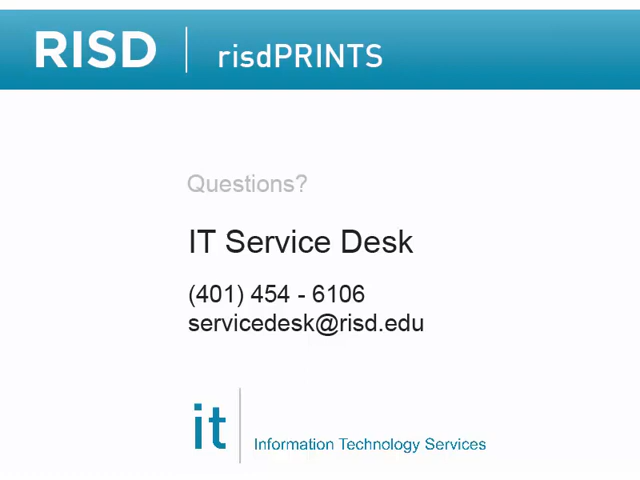 RISD | risdPRINTS
Questions?
IT Service Desk
(401) 454 - 6106
servicedesk@risd.edu
it | Information Technology Services